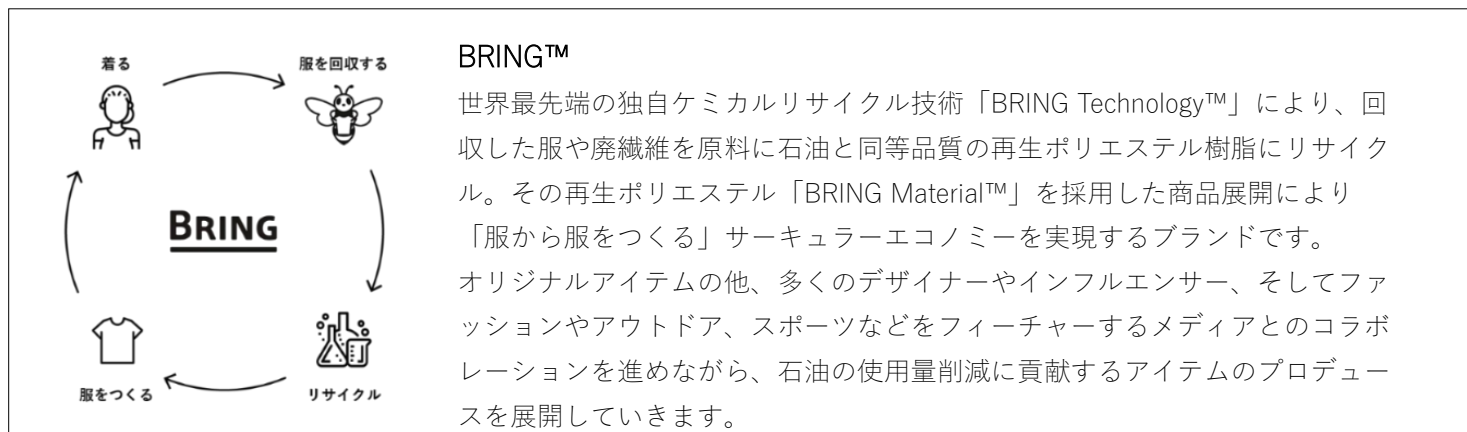 着る
服を回収する
BRING
服をつくる
リサイクル
BRING™
世界最先端の独自ケミカルリサイクル技術「BRING Technology™」により、回
収した服や廃繊維を原料に石油と同等品質の再生ポリエステル樹脂にリサイク
ル。その再生ポリエステル「BRING Material™」を採用した商品展開により
「服から服をつくる」サーキュラーエコノミーを実現するブランドです。
オリジナルアイテムの他、多くのデザイナーやインフルエンサー、そしてファ
ッションやアウトドア、スポーツなどをフィーチャーするメディアとのコラボ
レーションを進めながら、石油の使用量削減に貢献するアイテムのプロデュー
スを展開していきます。